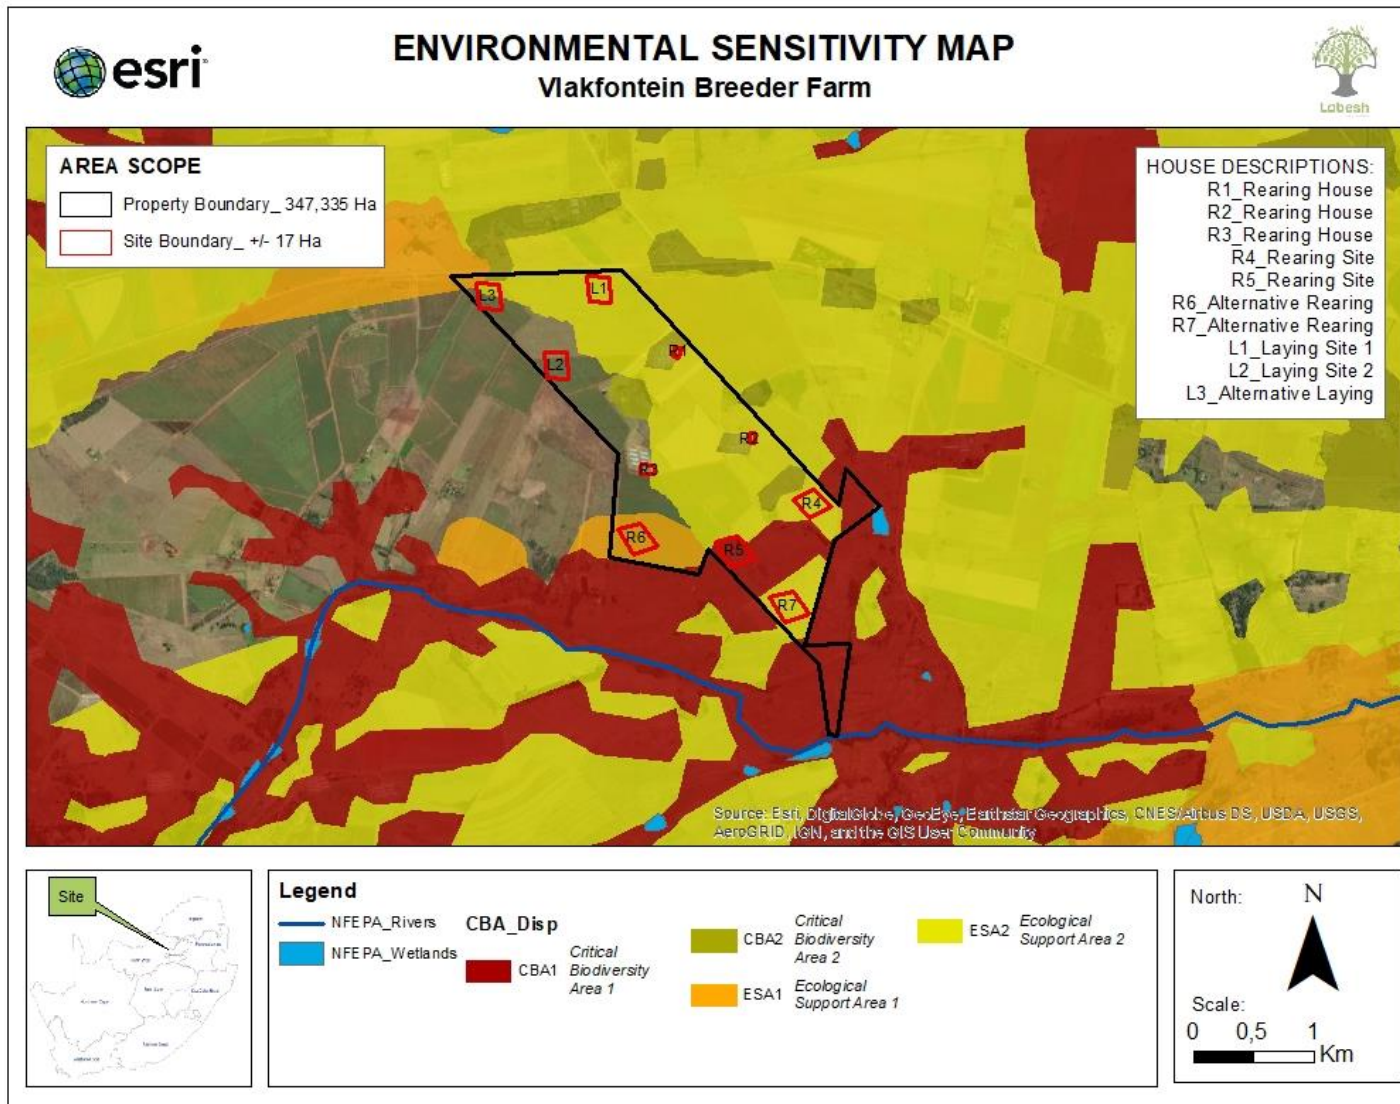 esri
ENVIRONMENTAL SENSITIVITY MAP
Vlakfontein Breeder Farm
Labesh
AREA SCOPE
Property Boundary_ 347,335 Ha
Site Boundary_ +/- 17 Ha
HOUSE DESCRIPTIONS:
R1_Rearing House
R2_Rearing House
R3_Rearing House
R4_Rearing Site
R5_Rearing Site
R6_Alternative Rearing
R7_Alternative Rearing
L1_Laying Site 1
L2_Laying Site 2
L3_Alternative Laying
L3
L1
R1
L2
R2
R3
R4
R6
R5
R7
Source: Esri, DigitalGlobe, GeoEye, Earthstar Geographics, CNES/Airbus DS, USDA, USGS,
AeroGRID, IGN, and the GIS User Community
Site
Legend
NFEPA_Rivers
NFEPA_Wetlands
CBA_Disp
CBA1 Critical
Biodiversity
Area 1
CBA2 Critical
Biodiversity
Area 2
ESA1 Ecological
Support Area 1
ESA2 Ecological
Support Area 2
North:
N
Scale:
0 0,5 1
Km